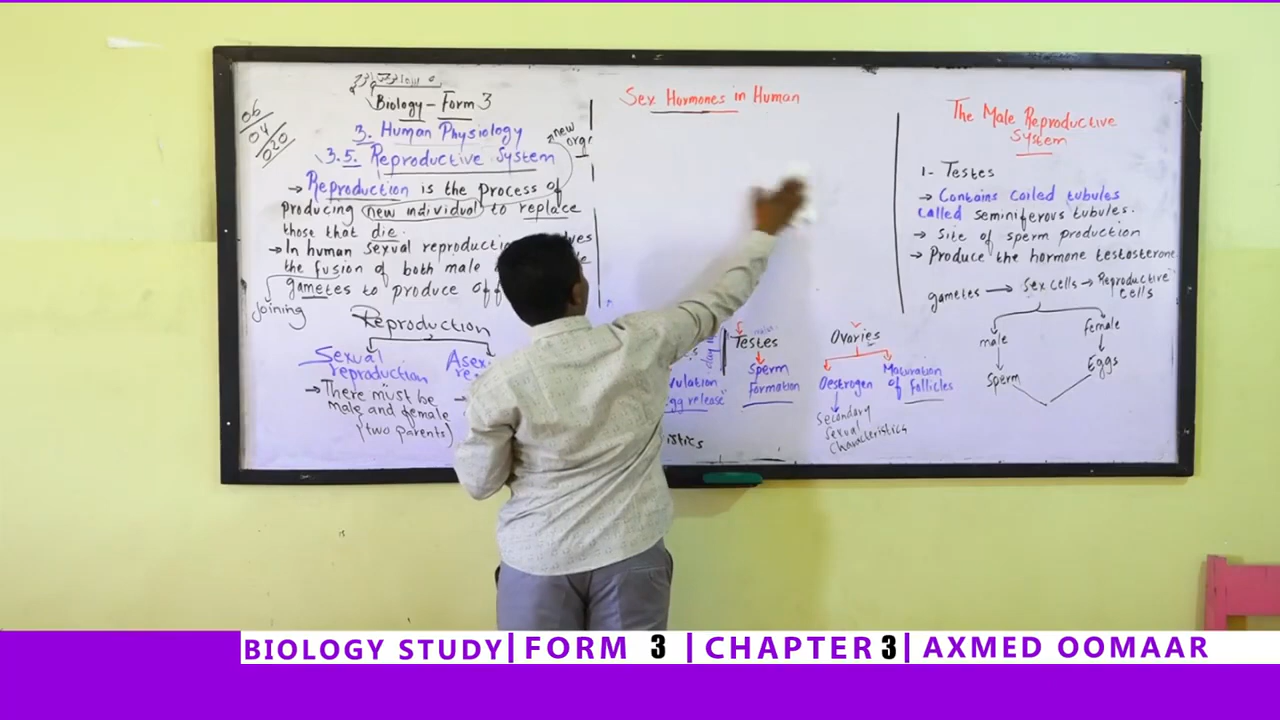 06
04
020
Biology - Form 3
3. Human Physiology
3.5. Reproductive System
new
→ Reproduction is the process of
producing new individual to replace
those that die.
→ In human sexual reproduction
the fusion of both male
gametes to produce
joining
Reproduction
Sexual
reproduction
→ There must be
male and female
(two parents)
Sex Hormones in Human
Testes
Sperm
formation
Ovaries
Oestrogen
Maturation
of follicles
Secondary
Sexual
characteristics
The Male Reproductive
System
1- Testes
→ Contains coiled tubules
called seminiferous tubules.
→ Site of sperm production
→ Produce the hormone testosterone
gametes → sex cells → Reproductive
cells
male
female
Sperm
Eggs
BIOLOGY STUDY| FORM 3 | CHAPTER 3 | AXMED OOMAAR